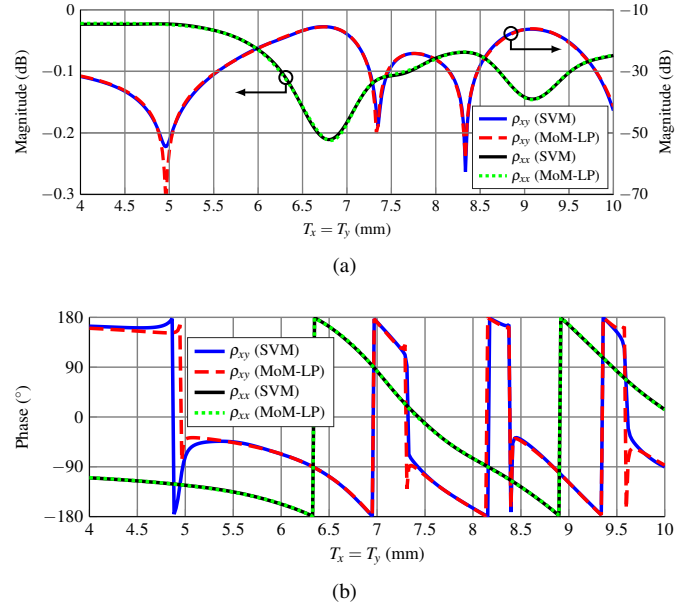 0
−0.1
−0.2
−0.3
Magnitude (dB)
−10
−30
−50
−70
Magnitude (dB)
ρxy (SVM)
ρxy (MoM-LP)
ρxx (SVM)
ρxx (MoM-LP)
4 4.5 5 5.5 6 6.5 7 7.5 8 8.5 9 9.5 10
Tx = Ty (mm)
(a)
180
90
0
−90
−180
Phase (°)
ρxy (SVM)
ρxy (MoM-LP)
ρxx (SVM)
ρxx (MoM-LP)
4 4.5 5 5.5 6 6.5 7 7.5 8 8.5 9 9.5 10
Tx = Ty (mm)
(b)